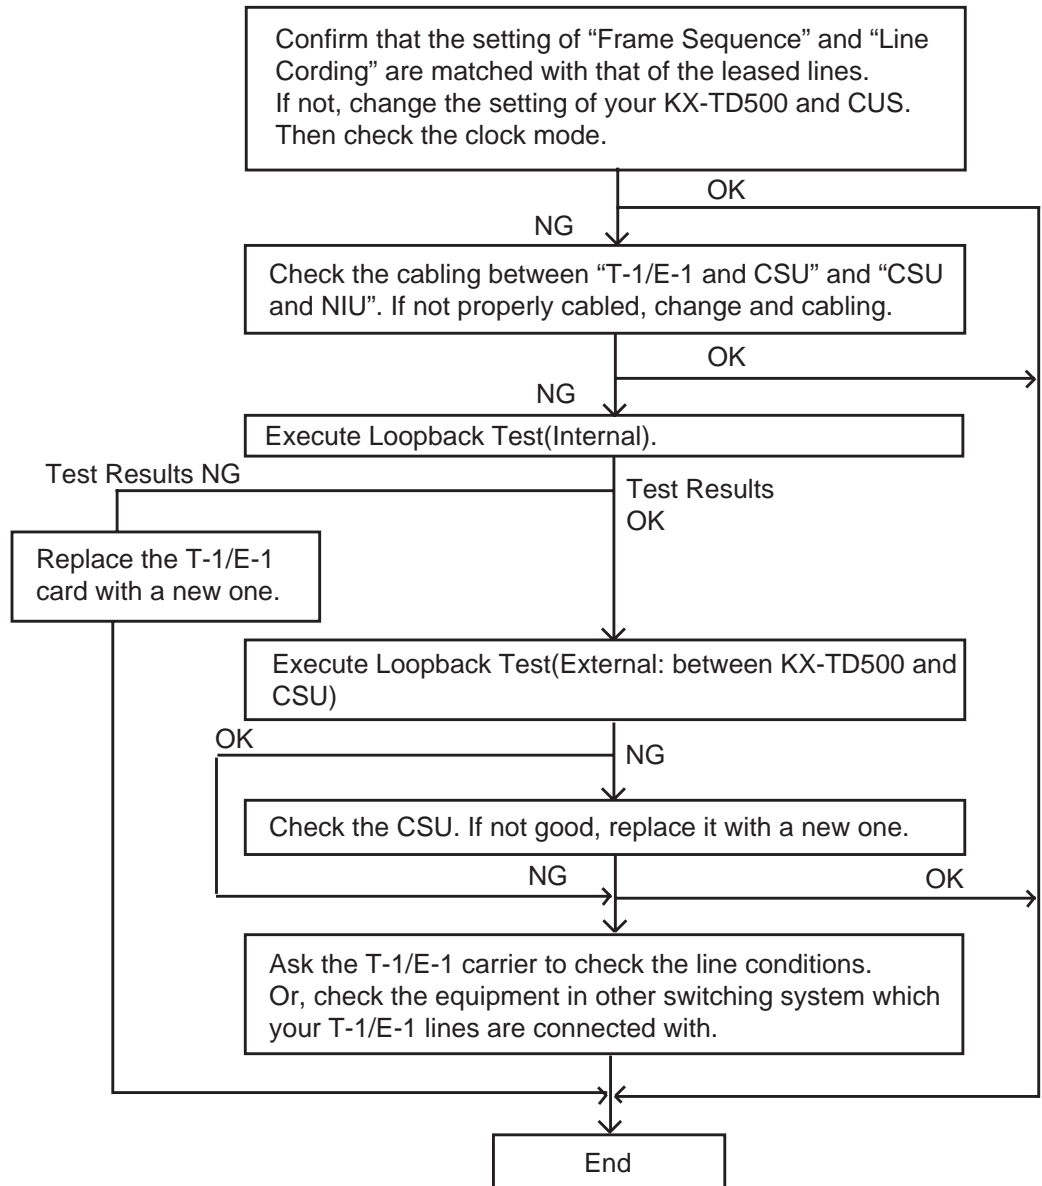 Confirm that the setting of “Frame Sequence” and “Line
Cording” are matched with that of the leased lines.
If not, change the setting of your KX-TD500 and CUS.
Then check the clock mode.
OK
NG
Check the cabling between “T-1/E-1 and CSU” and “CSU
and NIU”. If not properly cabled, change and cabling.
OK
NG
Execute Loopback Test(Internal).
Test Results NG
Test Results
OK
Replace the T-1/E-1
card with a new one.
Execute Loopback Test(External: between KX-TD500 and
CSU)
OK
NG
Check the CSU. If not good, replace it with a new one.
NG
OK
Ask the T-1/E-1 carrier to check the line conditions.
Or, check the equipment in other switching system which
your T-1/E-1 lines are connected with.
End